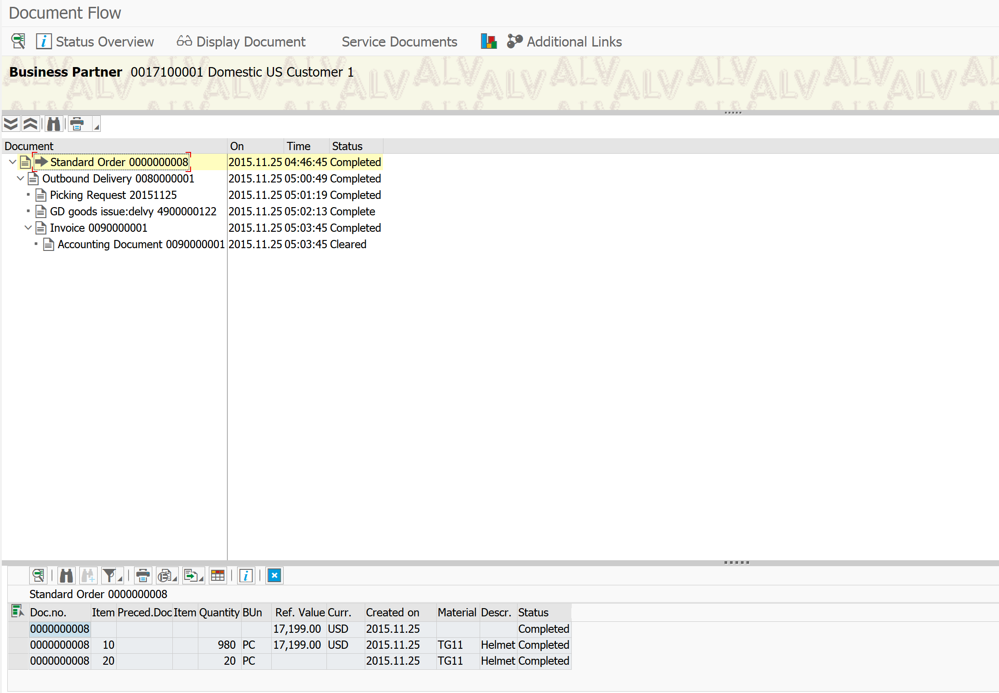 Document Flow
Status Overview Display Document Service Documents Additional Links
Business Partner 0017100001 Domestic US Customer 1
Document On Time Status
Standard Order 0000000008 2015.11.25 04:46:45 Completed
Outbound Delivery 0080000001 2015.11.25 05:00:49 Completed
Picking Request 20151125 2015.11.25 05:01:19 Completed
GD goods issue:delvy 4900000122 2015.11.25 05:02:13 Complete
Invoice 0090000001 2015.11.25 05:03:45 Completed
Accounting Document 0090000001 2015.11.25 05:03:45 Cleared
Standard Order 0000000008
Doc.no. Item Preced.Doc Item Quantity BUn Ref. Value Curr. Created on Material Descr. Status
0000000008 17,199.00 USD 2015.11.25 Completed
0000000008 10 980 PC 17,199.00 USD 2015.11.25 TG11 Helmet Completed
0000000008 20 20 PC 2015.11.25 TG11 Helmet Completed